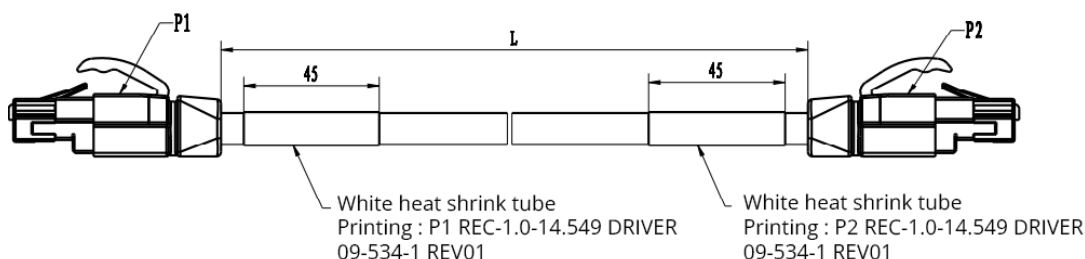 P1
P2
L
45
45
White heat shrink tube
Printing : P1 REC-1.0-14.549 DRIVER
09-534-1 REV01
White heat shrink tube
Printing : P2 REC-1.0-14.549 DRIVER
09-534-1 REV01